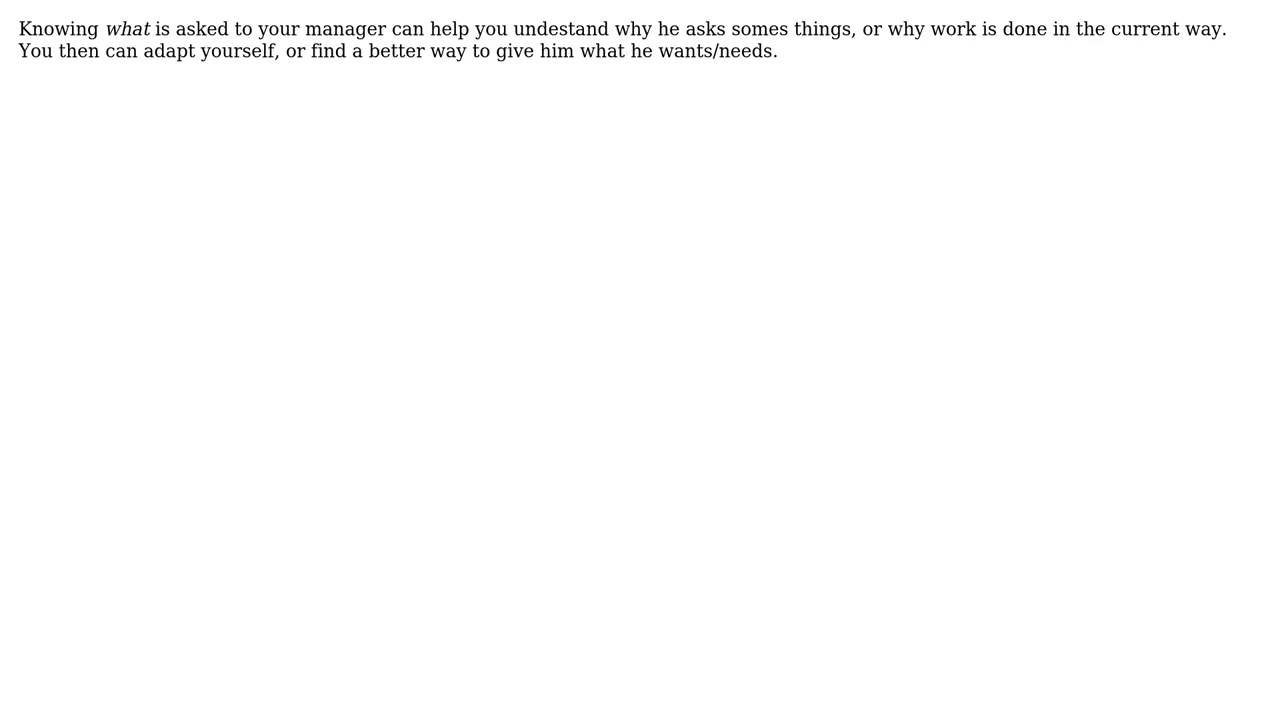 Knowing what is asked to your manager can help you undestand why he asks somes things, or why work is done in the current way.
You then can adapt yourself, or find a better way to give him what he wants/needs.